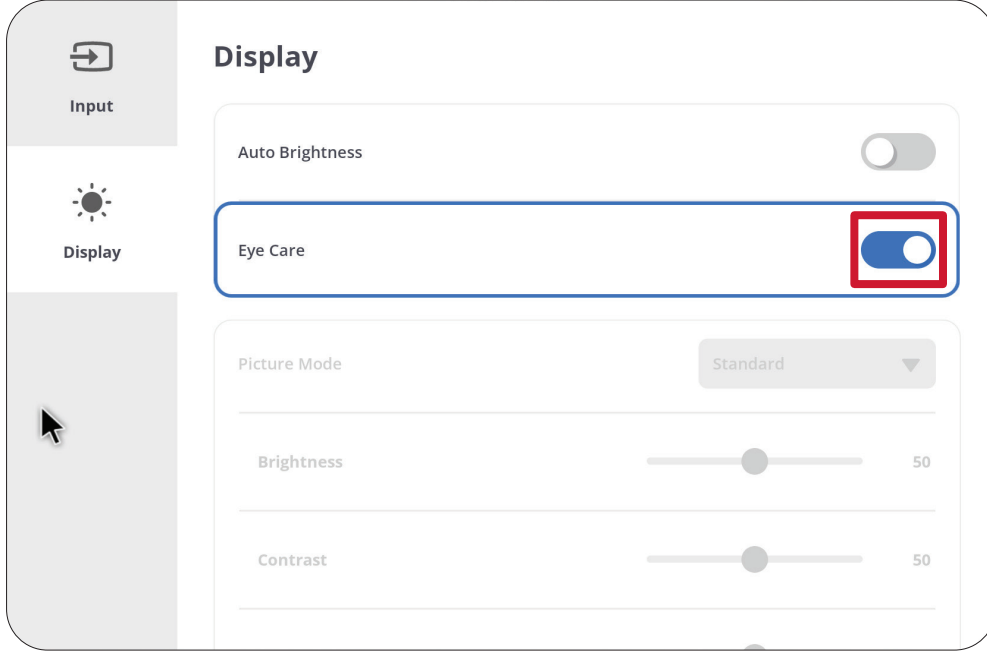 Input
Display
Display
Auto Brightness
Eye Care
Picture Mode Standard
Brightness 50
Contrast 50